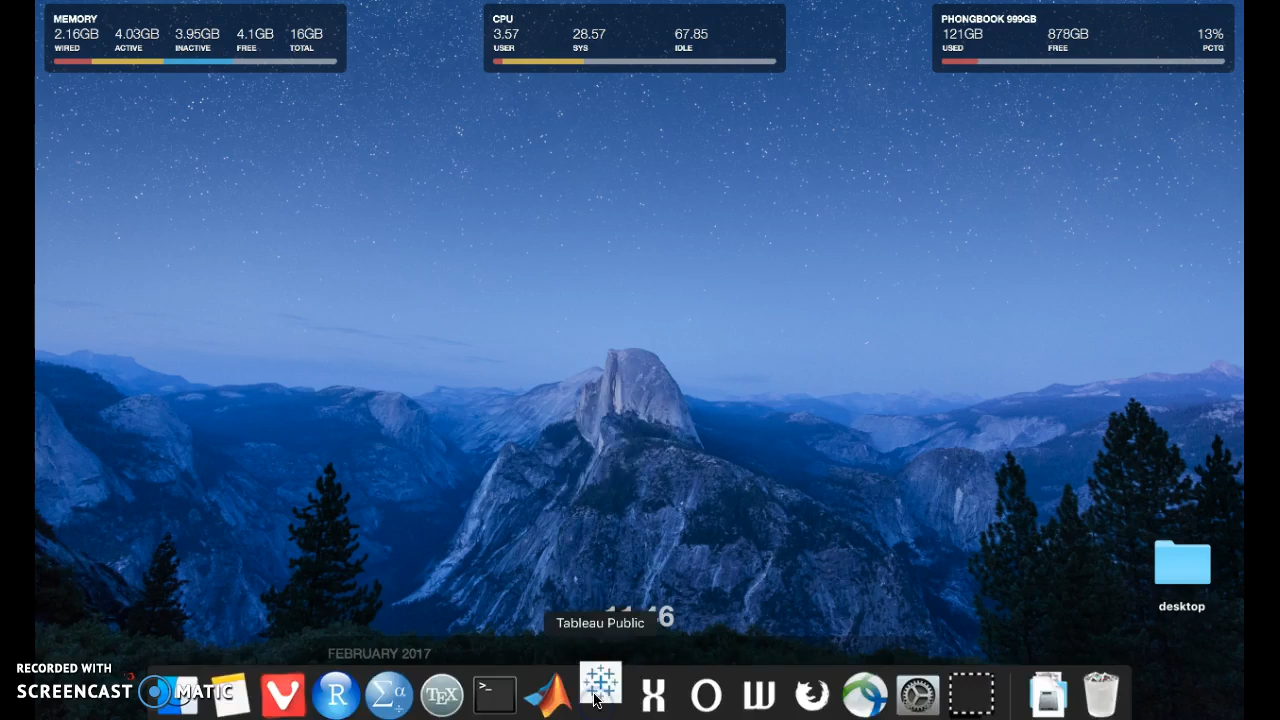 MEMORY
2.16GB 4.03GB 3.95GB 4.1GB 16GB
WIRED ACTIVE INACTIVE FREE TOTAL
CPU
3.57 28.57 67.85
USER SYS IDLE
PHONGBOOK 999GB
121GB 878GB 13%
USED FREE PCTG
desktop
Tableau Public
FEBRUARY 2017
RECORDED WITH
SCREENCAST MATIC
R Σα TEX >_ X O W